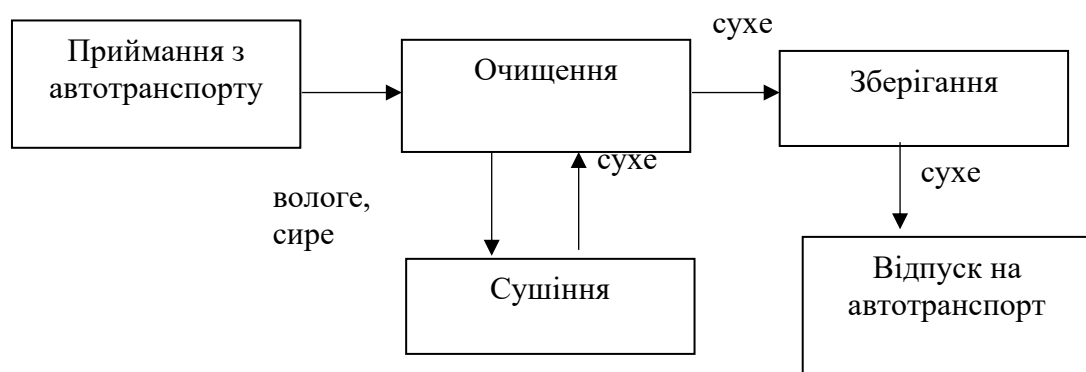 сухе
Приймання з
автотранспорту
Очищення
Зберігання
сухе
сухе
вологе,
сире
Сушіння
Відпуск на
автотранспорт